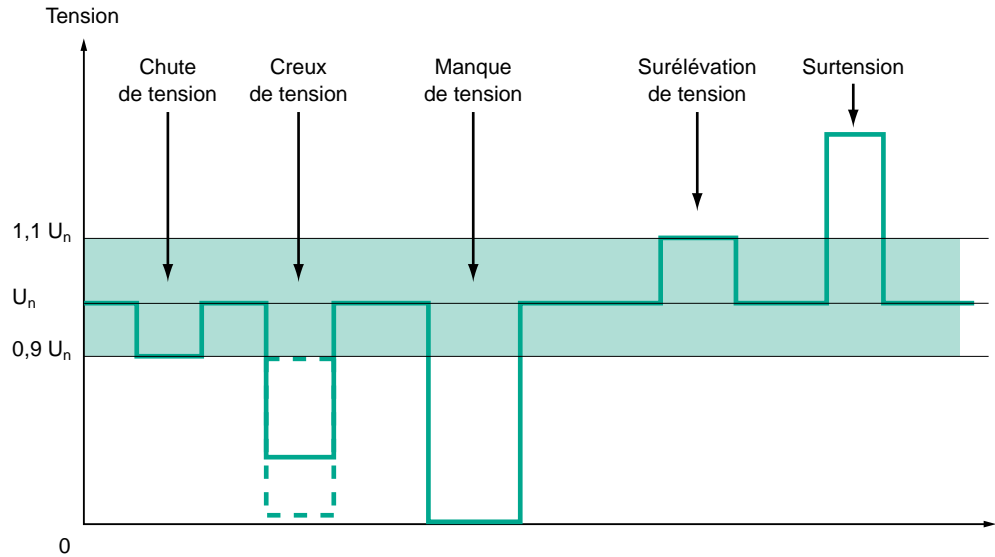 Tension
Chute
de tension
Creux
de tension
Manque
de tension
Surélévation
de tension
Surtension
1,1 Un
Un
0,9 Un
0